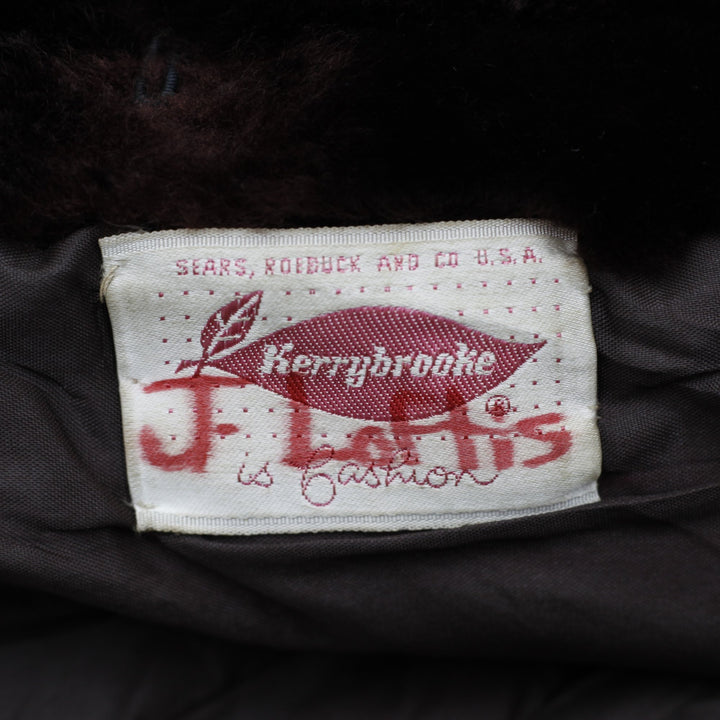 SEARS, ROEBUCK AND CO U.S.A.
Kerrybrooke
®
J. Loftis
is fashion